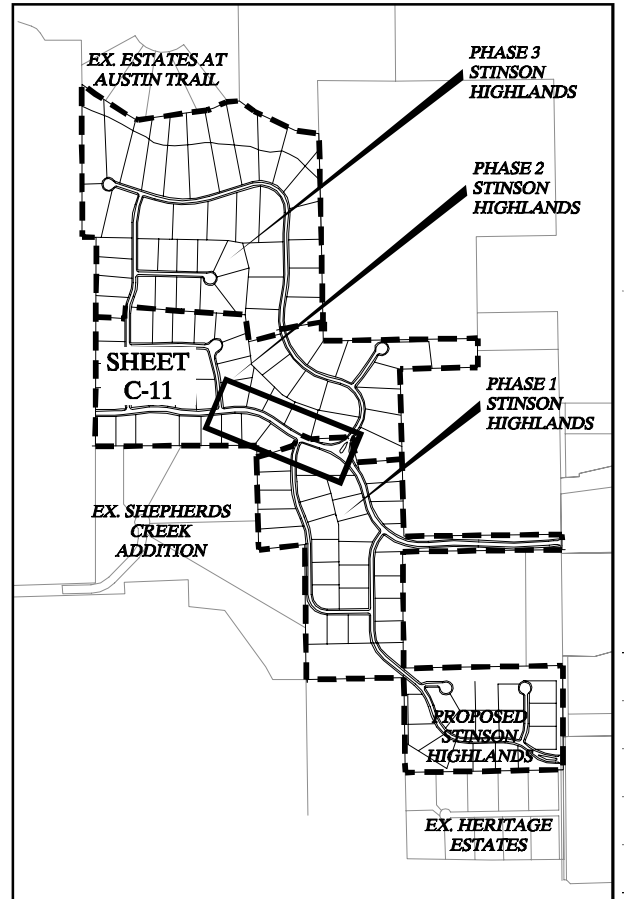 EX. ESTATES AT
AUSTIN TRAIL
PHASE 3
STINSON
HIGHLANDS
PHASE 2
STINSON
HIGHLANDS
SHEET
C-11
PHASE 1
STINSON
HIGHLANDS
EX. SHEPHERDS
CREEK
ADDITION
PROPOSED
STINSON
HIGHLANDS
EX. HERITAGE
ESTATES